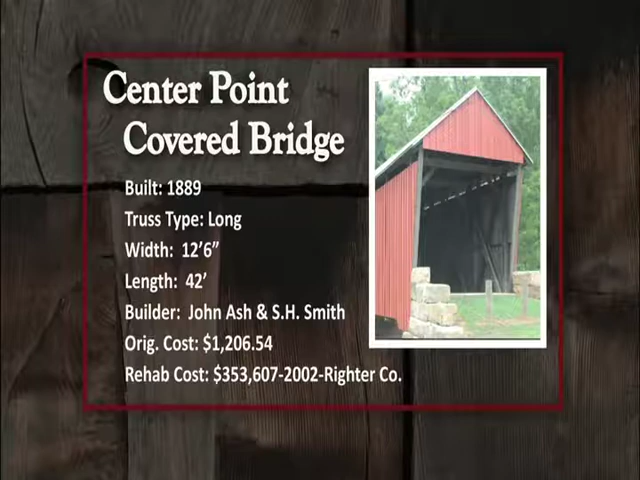 Center Point
Covered Bridge
Built: 1889
Truss Type: Long
Width: 12'6"
Length: 42'
Builder: John Ash & S.H. Smith
Orig. Cost: $1,206.54
Rehab Cost: $353,607-2002-Righter Co.